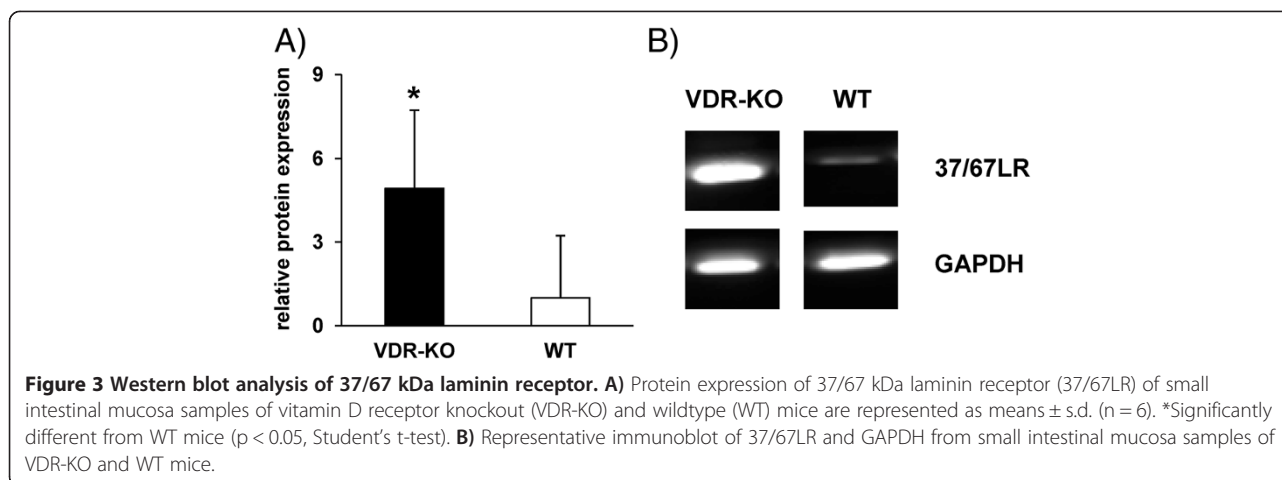 A)
9
6
3
0
relative protein expression
*
VDR-KO
WT
B)
VDR-KO WT
37/67LR
GAPDH
Figure 3 Western blot analysis of 37/67 kDa laminin receptor. A) Protein expression of 37/67 kDa laminin receptor (37/67LR) of small
intestinal mucosa samples of vitamin D receptor knockout (VDR-KO) and wildtype (WT) mice are represented as means ± s.d. (n = 6). *Significantly
different from WT mice (p < 0.05, Student’s t-test). B) Representative immunoblot of 37/67LR and GAPDH from small intestinal mucosa samples of
VDR-KO and WT mice.